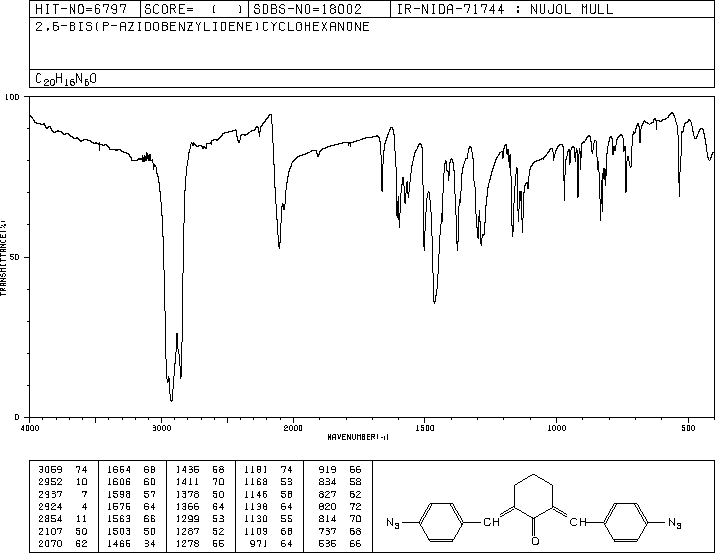 HIT-NO=6797 SCORE= ( ) SDBS-NO=18002 IR-NIDA-71744 : NUJOL MULL
2,6-BIS(P-AZIDOBENZYLIDENE)CYCLOHEXANONE
C20H16N6O
100
50
0
TRANSMITTANCE(%)
4000 3000 2000 1500 1000 500
WAVENUMBER(-1)
3069 74 1664 68 1436 68 1181 74 919 66
2952 10 1606 60 1411 70 1168 53 834 58
2937 7 1598 57 1378 50 1146 58 827 62
2924 4 1576 64 1366 64 1138 64 820 72
2854 11 1563 66 1299 53 1130 55 814 70
2107 50 1503 50 1287 52 1109 68 737 68
2070 62 1466 34 1278 55 971 64 535 66
N3 CH CH N3
O